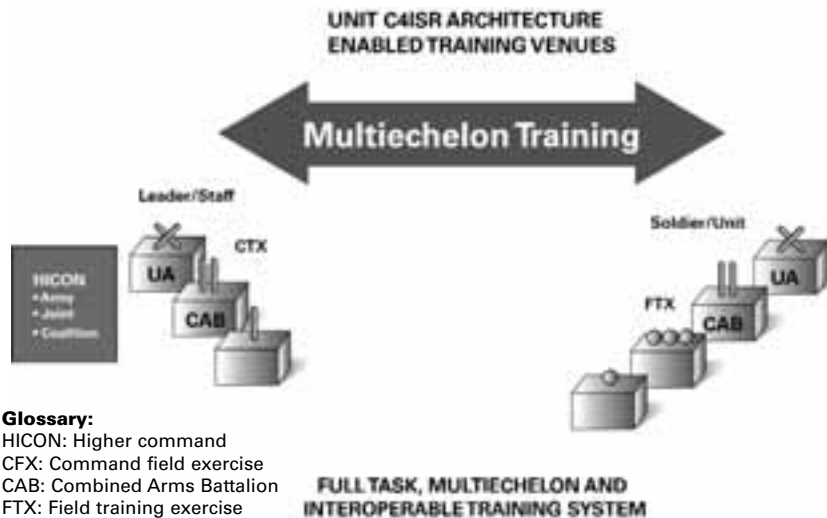 UNIT C4ISR ARCHITECTURE
ENABLED TRAINING VENUES
Multiechelon Training
Leader/Staff
CTX
UA
CAB
HICON
• Army
• Joint
• Coalition
Soldier/Unit
UA
FTX
CAB
Glossary:
HICON: Higher command
CFX: Command field exercise
CAB: Combined Arms Battalion
FTX: Field training exercise
FULL TASK, MULTIECHELON AND
INTEROPERABLE TRAINING SYSTEM